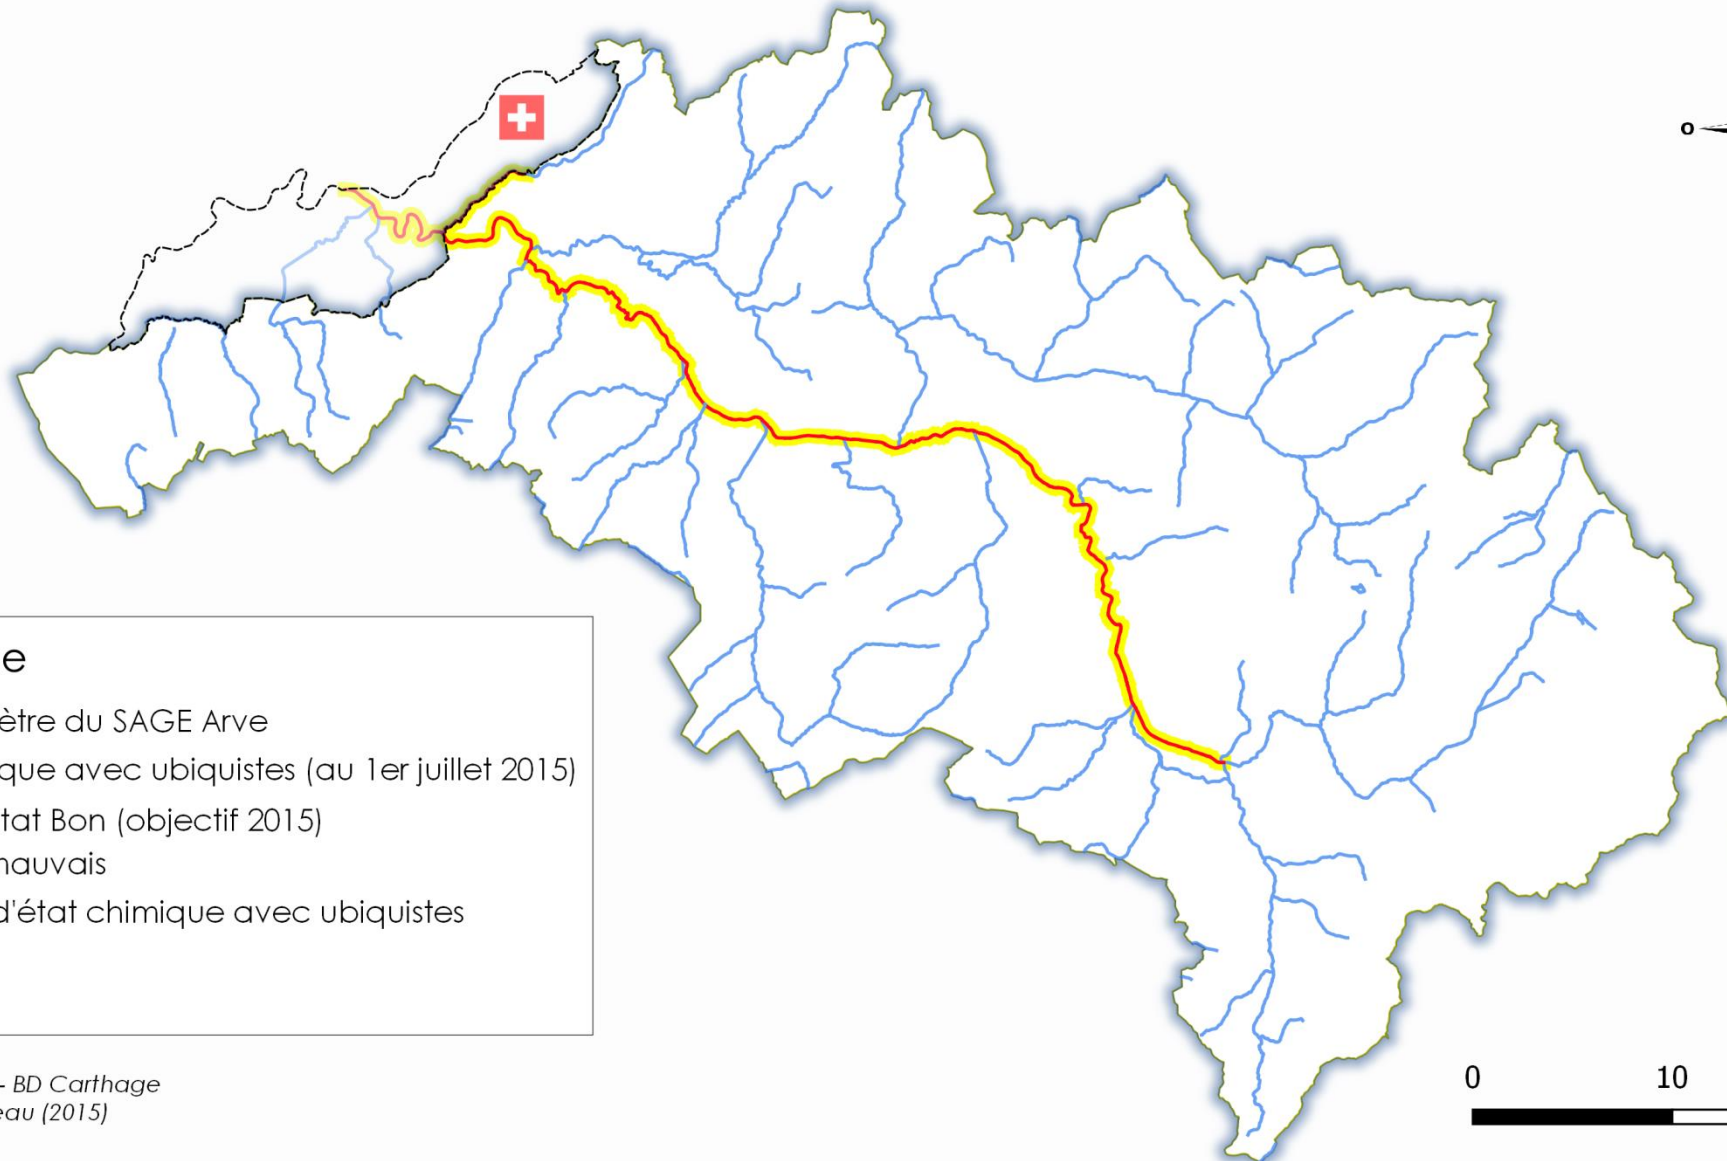 o
e
ètre du SAGE Arve
que avec ubiquistes (au 1er juillet 2015)
tat Bon (objectif 2015)
nauvais
d'état chimique avec ubiquistes
- BD Carthage
eau (2015)
0 10